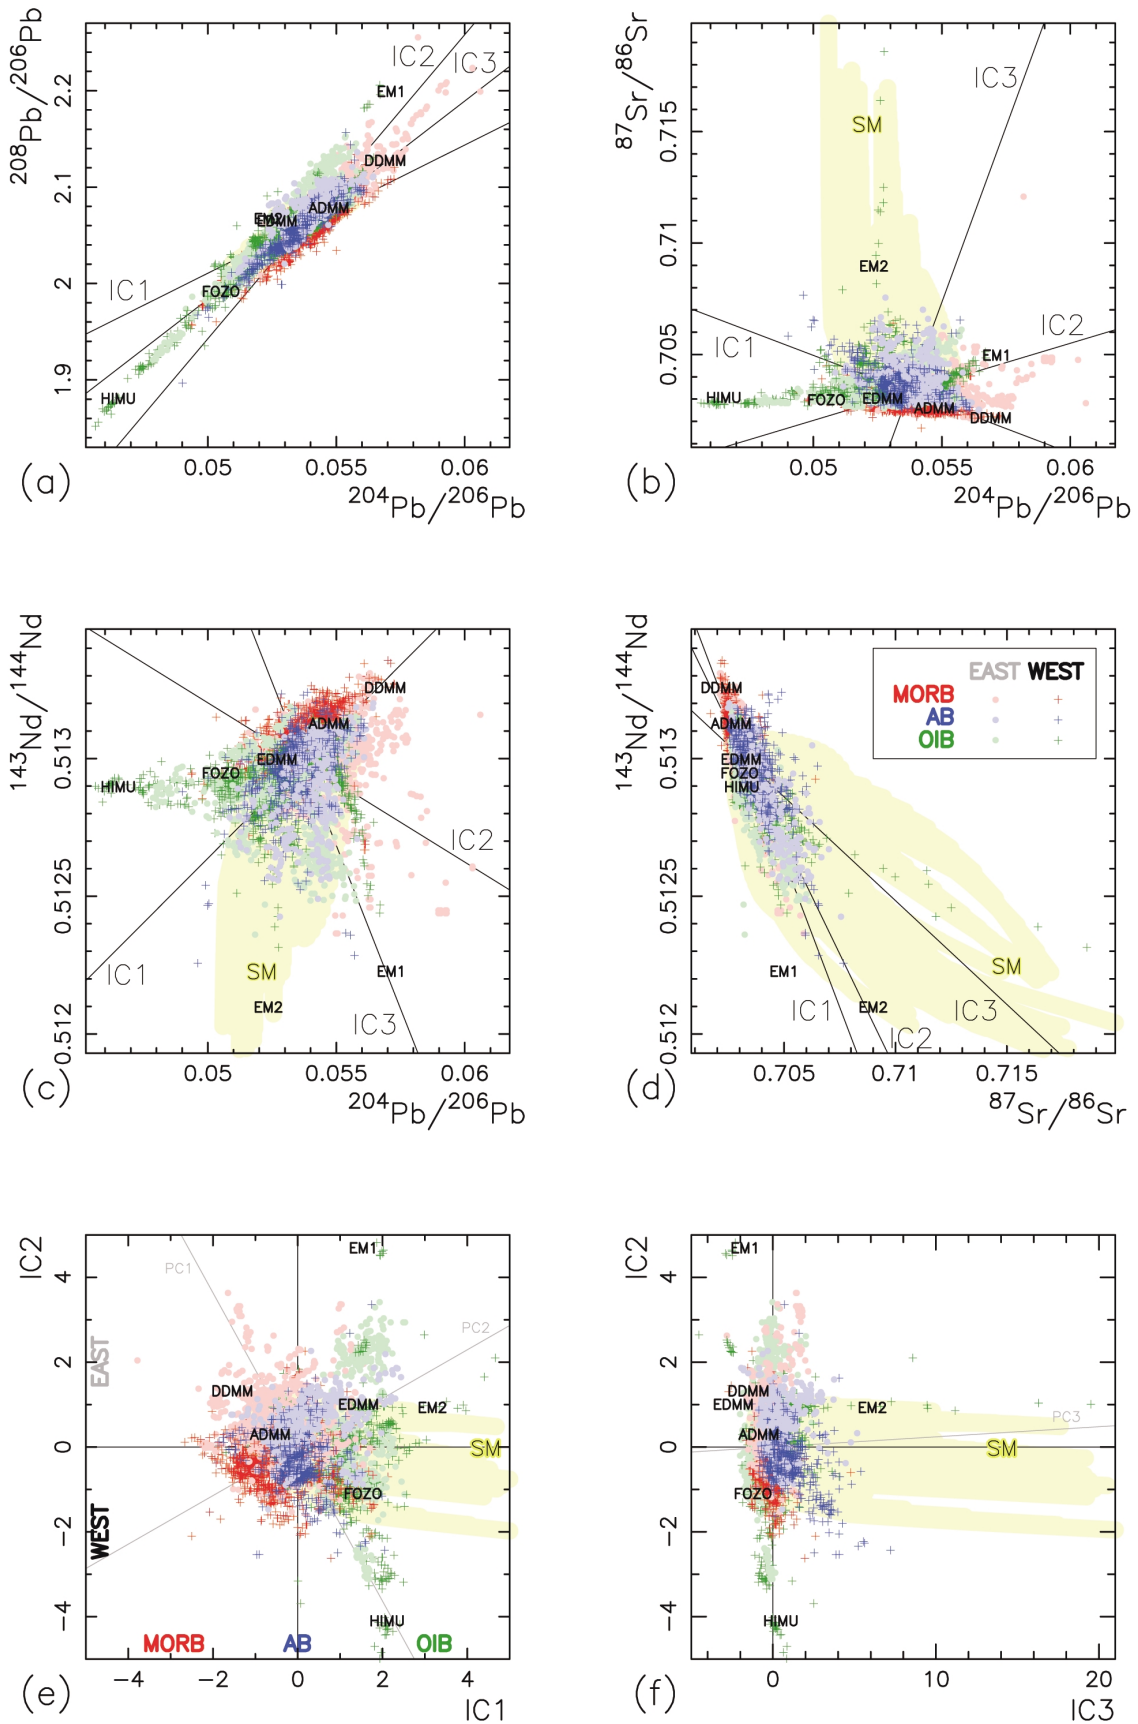 208Pb/206Pb
2.2
2.1
2
1.9
IC2
IC3
EM1
DDMM
ADMM
EM2
EDMM
IC1
FOZO
HIMU
0.05
0.055
0.06
(a)
204Pb/206Pb
87Sr/86Sr
0.715
0.71
0.705
IC3
SM
EM2
IC2
IC1
EM1
HIMU
FOZO
EDMM
ADMM
DDMM
0.05
0.055
0.06
(b)
204Pb/206Pb
143Nd/144Nd
0.513
0.5125
0.512
DDMM
ADMM
EDMM
FOZO
HIMU
IC2
IC1
SM
EM1
EM2
IC3
0.05
0.055
0.06
(c)
204Pb/206Pb
143Nd/144Nd
0.513
0.5125
0.512
EAST WEST
MORB
AB
OIB
DDMM
ADMM
EDMM
FOZO
HIMU
SM
EM1
IC1
EM2
IC3
IC2
0.705
0.71
0.715
(d)
87Sr/86Sr
IC2
4
2
0
−2
−4
EAST
WEST
EM1
PC1
PC2
DDMM
EDMM
EM2
ADMM
SM
FOZO
HIMU
MORB
AB
OIB
−4
−2
0
2
4
(e)
IC1
IC2
4
2
0
−2
−4
EM1
DDMM
EDMM
EM2
PC3
ADMM
SM
FOZO
HIMU
0
10
20
(f)
IC3